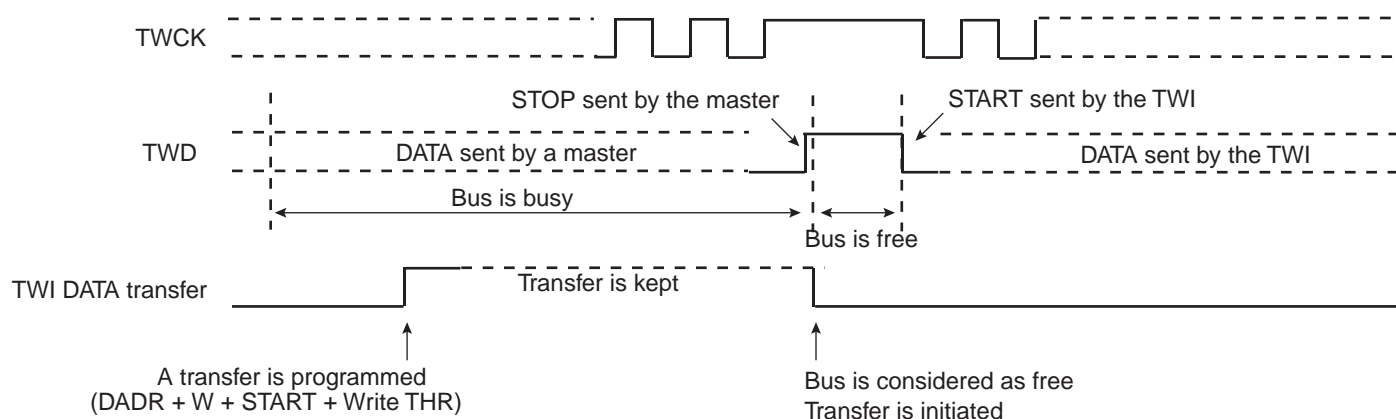 TWCK
STOP sent by the master
START sent by the TWI
TWD
DATA sent by a master
DATA sent by the TWI
Bus is busy
Bus is free
TWI DATA transfer
Transfer is kept
A transfer is programmed
(DADR + W + START + Write THR)
Bus is considered as free
Transfer is initiated